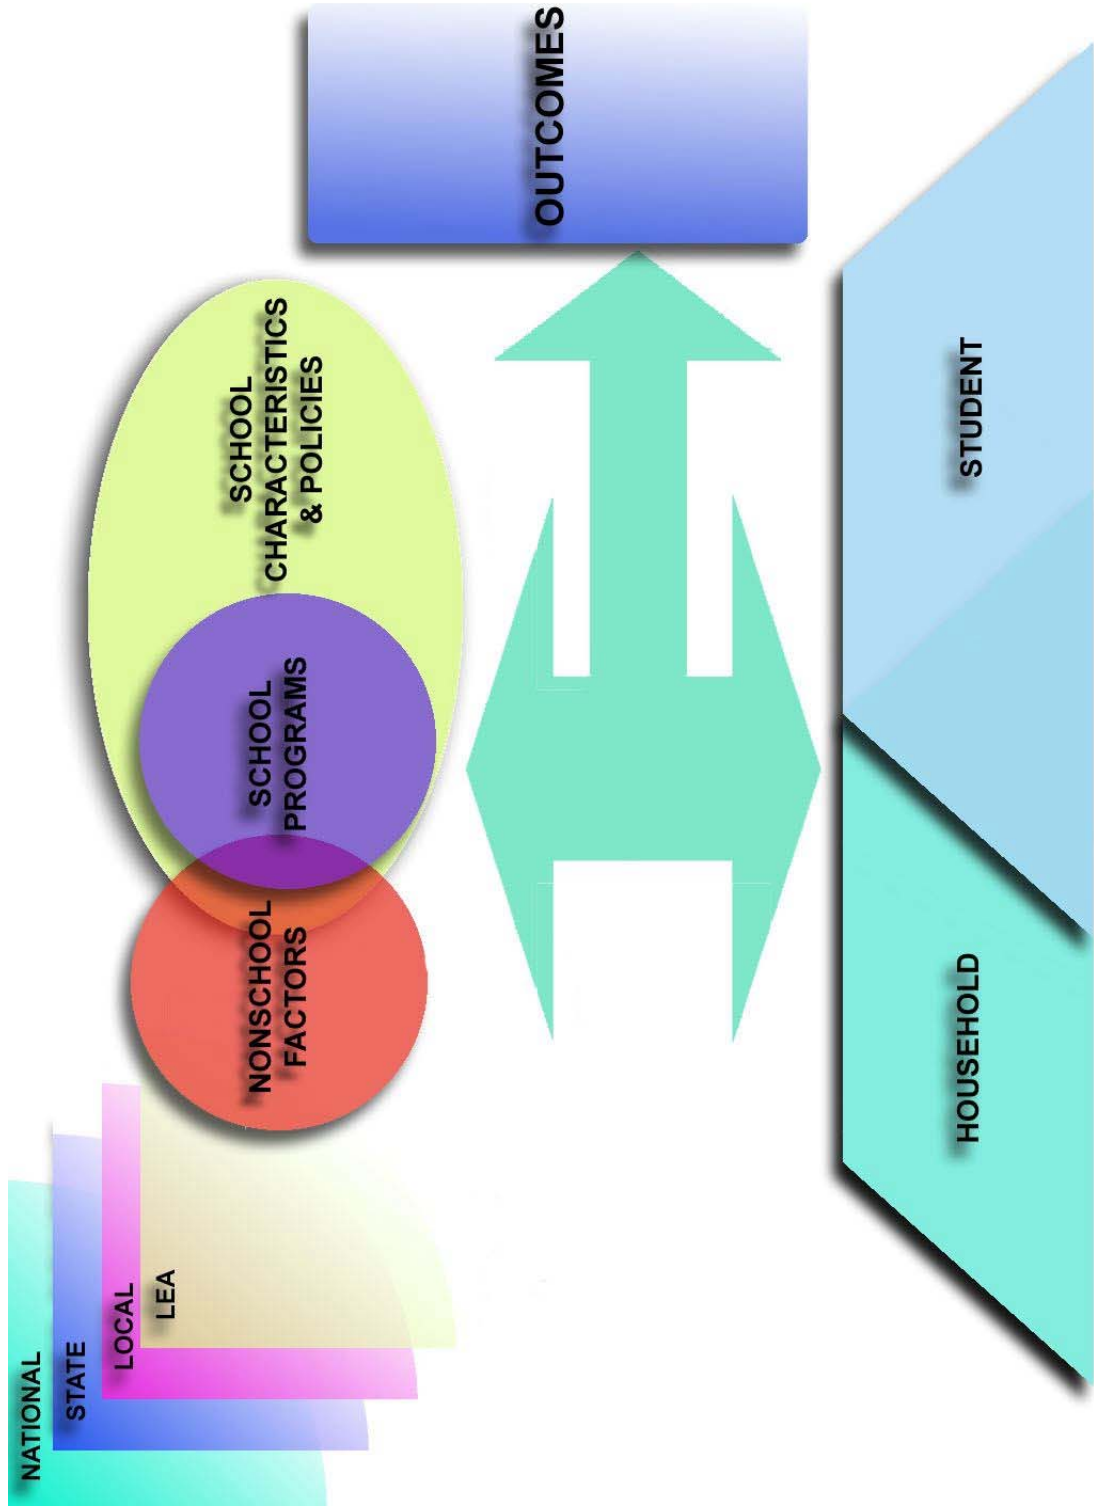 NATIONAL
STATE
LOCAL
LEA
NONSCHOOL
FACTORS
SCHOOL
PROGRAMS
SCHOOL
CHARACTERISTICS
& POLICIES
OUTCOMES
HOUSEHOLD
STUDENT